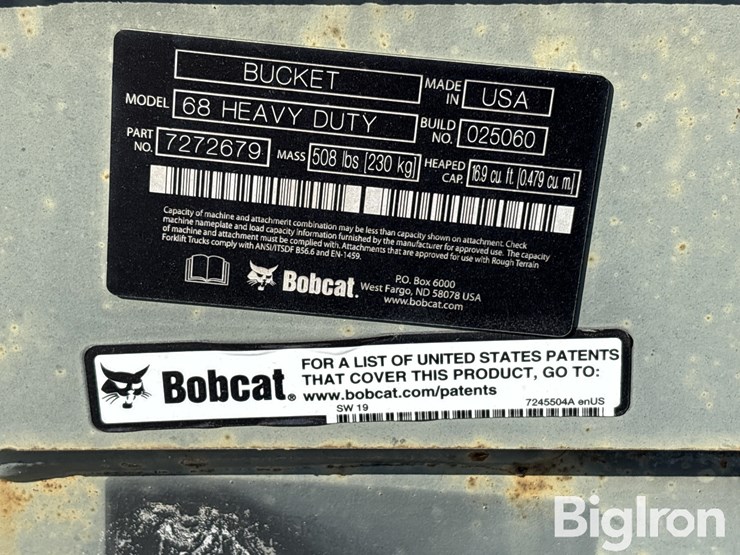 BUCKET
MADE IN USA
MODEL 68 HEAVY DUTY
BUILD NO. 025060
PART NO. 7272679
MASS 508 lbs [230 kg]
HEAPED CAP. 16.9 cu. ft. [0.479 cu. m.]
Capacity of machine and attachment combination may be less than capacity shown on attachment. Check
machine nameplate and load capacity information furnished by the manufacturer for approved use. The capacity
of machine and attachment must be complied with. Attachments that are approved for use with Rough Terrain
Forklift Trucks comply with ANSI/ITSDF B56.6 and EN-1459.
Bobcat.
P.O. Box 6000
West Fargo, ND 58078 USA
www.bobcat.com
Bobcat®
FOR A LIST OF UNITED STATES PATENTS
THAT COVER THIS PRODUCT, GO TO:
www.bobcat.com/patents
SW 19
7245504A enUS
BigIron